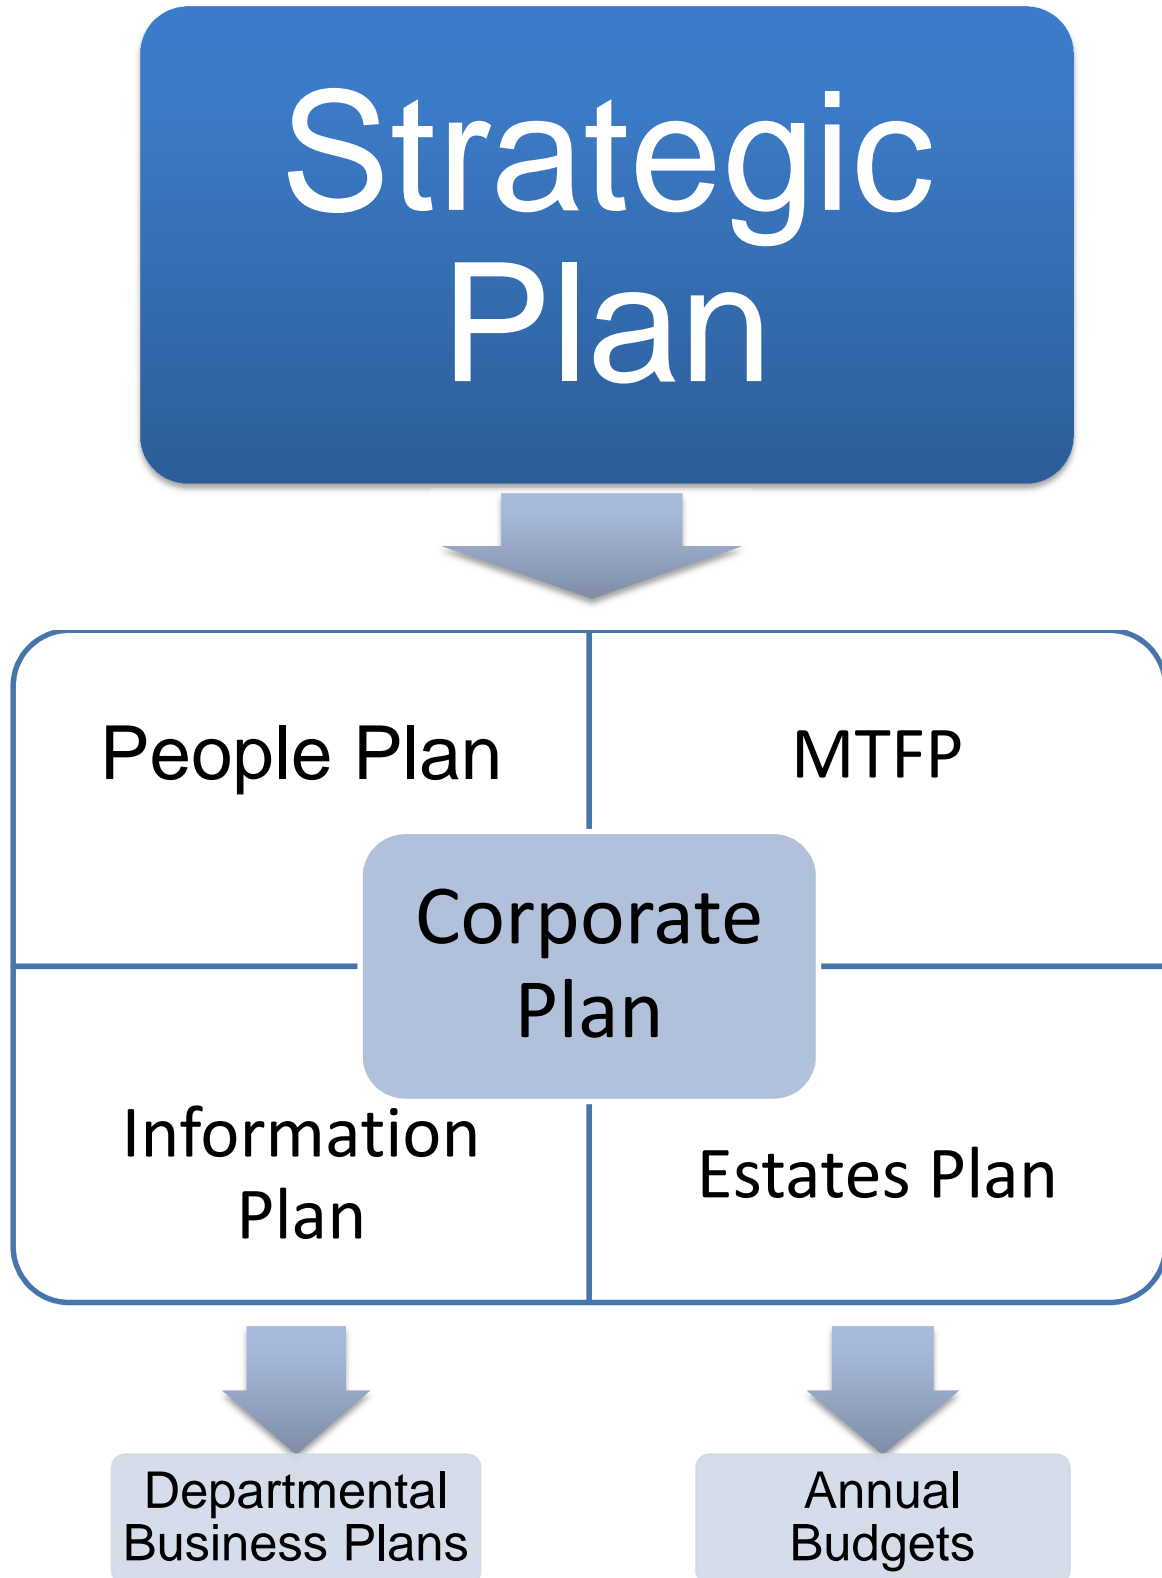 Strategic
Plan
People Plan
MTFP
Corporate
Plan
Information
Plan
Estates Plan
Departmental
Business Plans
Annual
Budgets